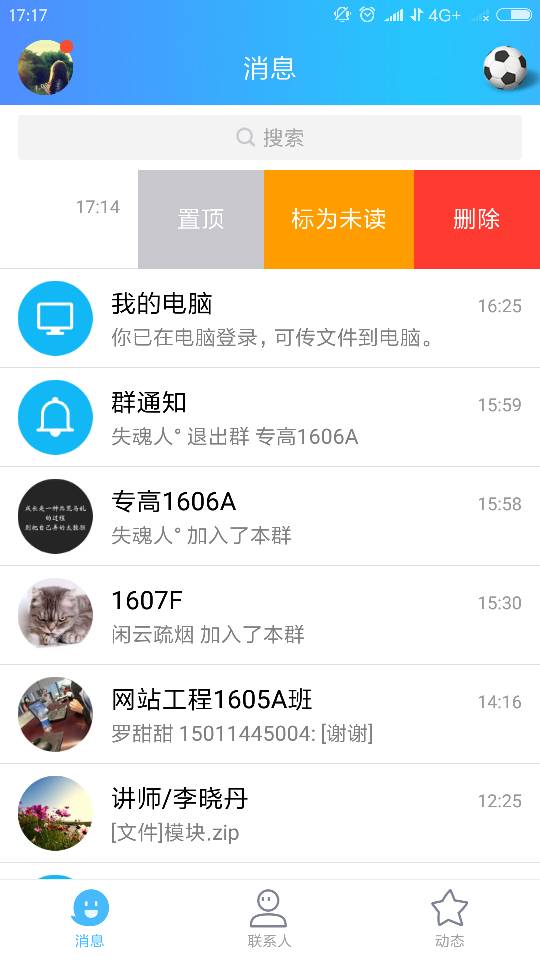 17:17
4G+
消息
搜索
17:14 置顶 标为未读 删除
我的电脑 16:25
你已在电脑登录，可传文件到电脑。
群通知 15:59
失魂人° 退出群 专高1606A
专高1606A 15:58
失魂人° 加入了本群
1607F 15:30
闲云疏烟 加入了本群
网站工程1605A班 14:16
罗甜甜 15011445004: [谢谢]
讲师/李晓丹 12:25
[文件]模块.zip
消息 联系人 动态